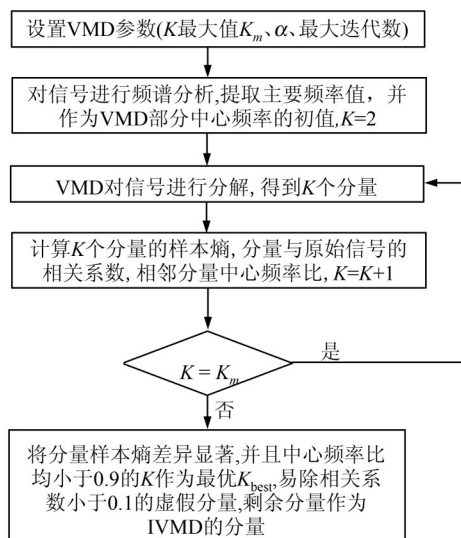 设置VMD参数(K最大值Km、α、最大迭代数)
对信号进行频谱分析,提取主要频率值，并
作为VMD部分中心频率的初值,K=2
VMD对信号进行分解, 得到K个分量
计算K个分量的样本熵, 分量与原始信号的
相关系数, 相邻分量中心频率比, K=K+1
K = Km
是
否
将分量样本熵差异显著,并且中心频率比
均小于0.9的K作为最优Kbest,易除相关系
数小于0.1的虚假分量,剩余分量作为
IVMD的分量